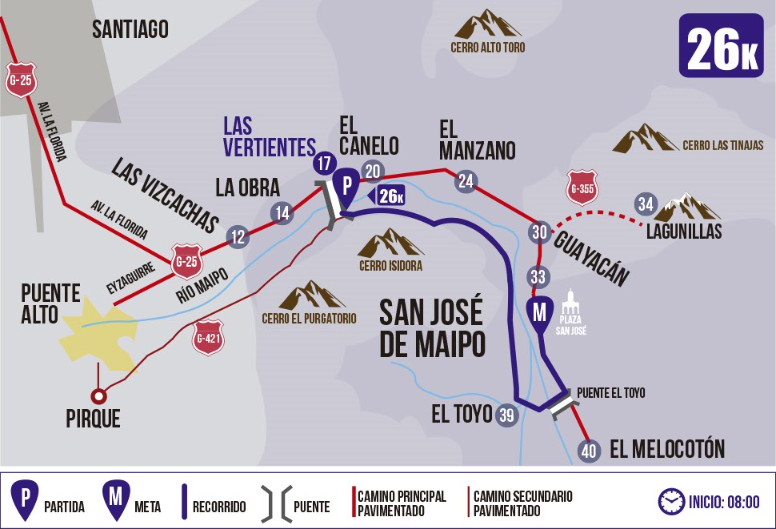 SANTIAGO
CERRO ALTO TORO
26K
G-25
AV. LA FLORIDA
LAS
VERTIENTES
17
EL
CANELO
20
EL
MANZANO
24
CERRO LAS TINAJAS
LAS VIZCACHAS
LA OBRA
P
26K
G-355
34
LAGUNILLAS
AV. LA FLORIDA
12
14
30
GUAYACÁN
G-25
EYZAGUIRRE
RÍO MAIPO
CERRO ISIDORA
33
PUENTE
ALTO
CERRO EL PURGATORIO
SAN JOSÉ
DE MAIPO
M
PLAZA
SAN JOSÉ
G-421
PIRQUE
EL TOYO
39
PUENTE EL TOYO
40
EL MELOCOTÓN
P
PARTIDA
M
META
RECORRIDO
PUENTE
CAMINO PRINCIPAL
PAVIMENTADO
CAMINO SECUNDARIO
PAVIMENTADO
INICIO: 08:00